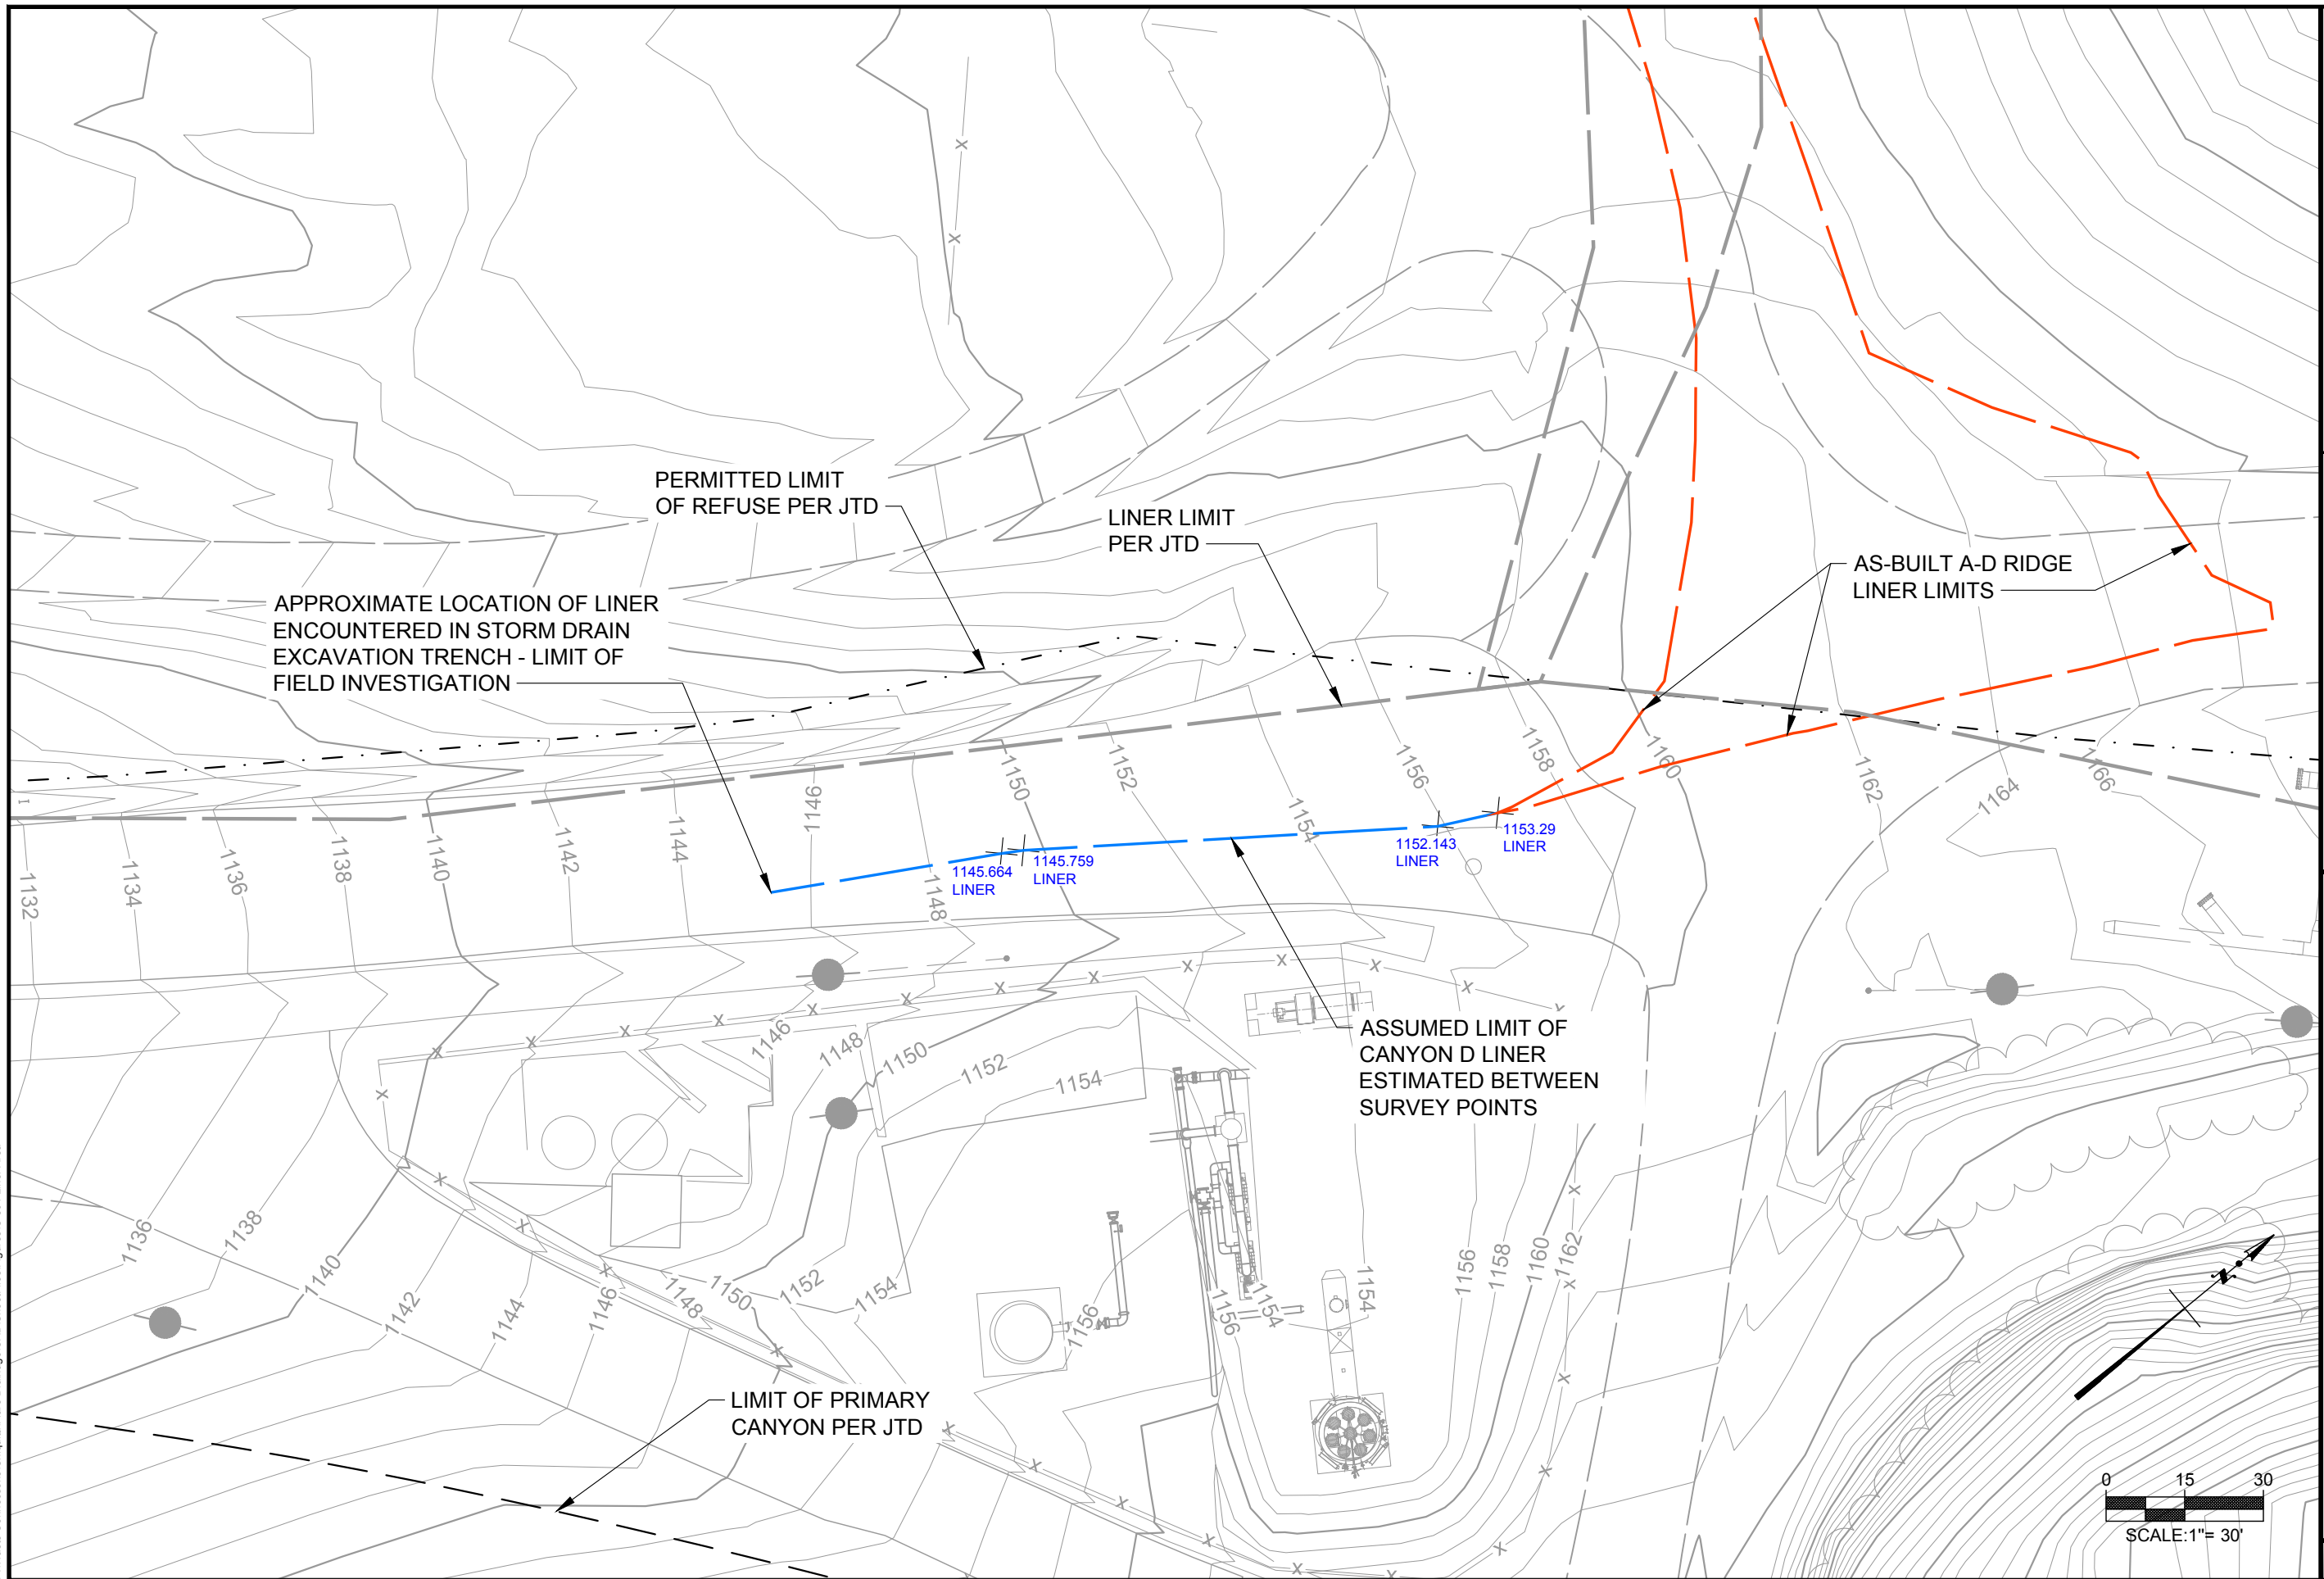 PERMITTED LIMIT
OF REFUSE PER JTD
LINER LIMIT
PER JTD
AS-BUILT A-D RIDGE
LINER LIMITS
APPROXIMATE LOCATION OF LINER
ENCOUNTERED IN STORM DRAIN
EXCAVATION TRENCH - LIMIT OF
FIELD INVESTIGATION
1132
1134
1136
1138
1140
1142
1144
1146
1148
1150
1152
1154
1156
1158
1160
1162
1164
1166
1145.664
LINER
1145.759
LINER
1152.143
LINER
1153.29
LINER
ASSUMED LIMIT OF
CANYON D LINER
ESTIMATED BETWEEN
SURVEY POINTS
1146
1148
1150
1152
1154
1136
1138
1140
1142
1144
1146
1148
1150
1152
1154
1156
1156
1154
1154
1156
1158
1160
1162
LIMIT OF PRIMARY
CANYON PER JTD
N
0 15 30
SCALE:1"= 30'